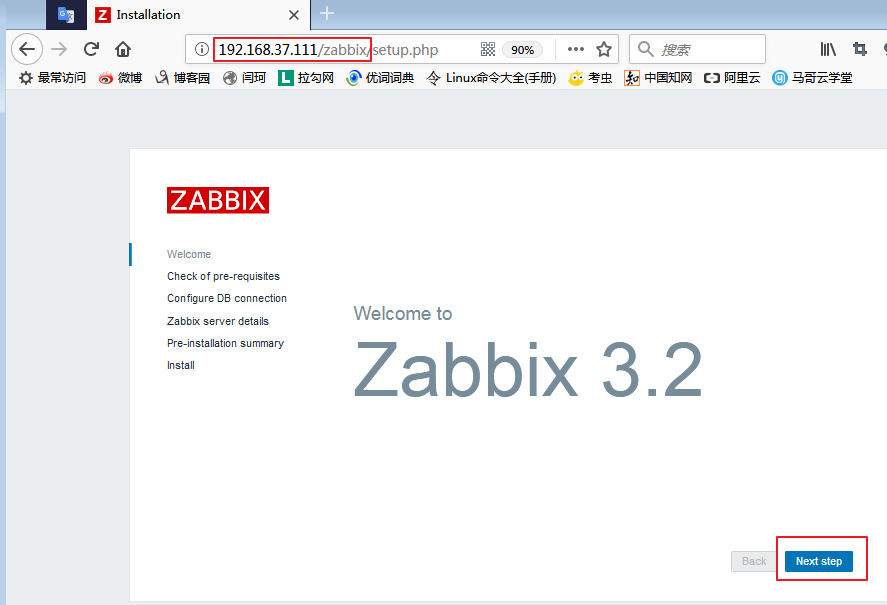 Z Installation
192.168.37.111/zabbix/setup.php 90% 搜索
最常访问 微博 博客园 闫珂 L 拉勾网 优词词典 Linux命令大全(手册) 考虫 中国知网 阿里云 马哥云学堂
ZABBIX
Welcome
Check of pre-requisites
Configure DB connection
Zabbix server details
Pre-installation summary
Install
Welcome to
Zabbix 3.2
Back Next step